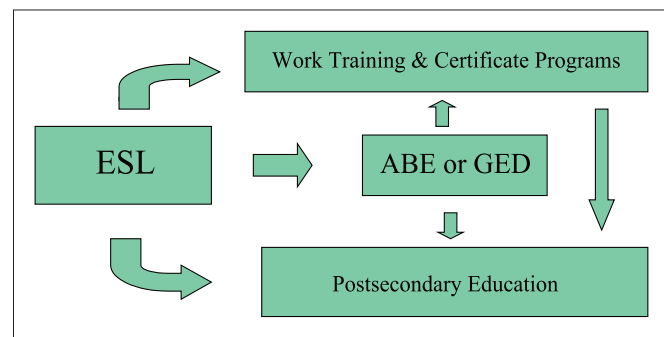 Work Training & Certificate Programs
ESL
ABE or GED
Postsecondary Education